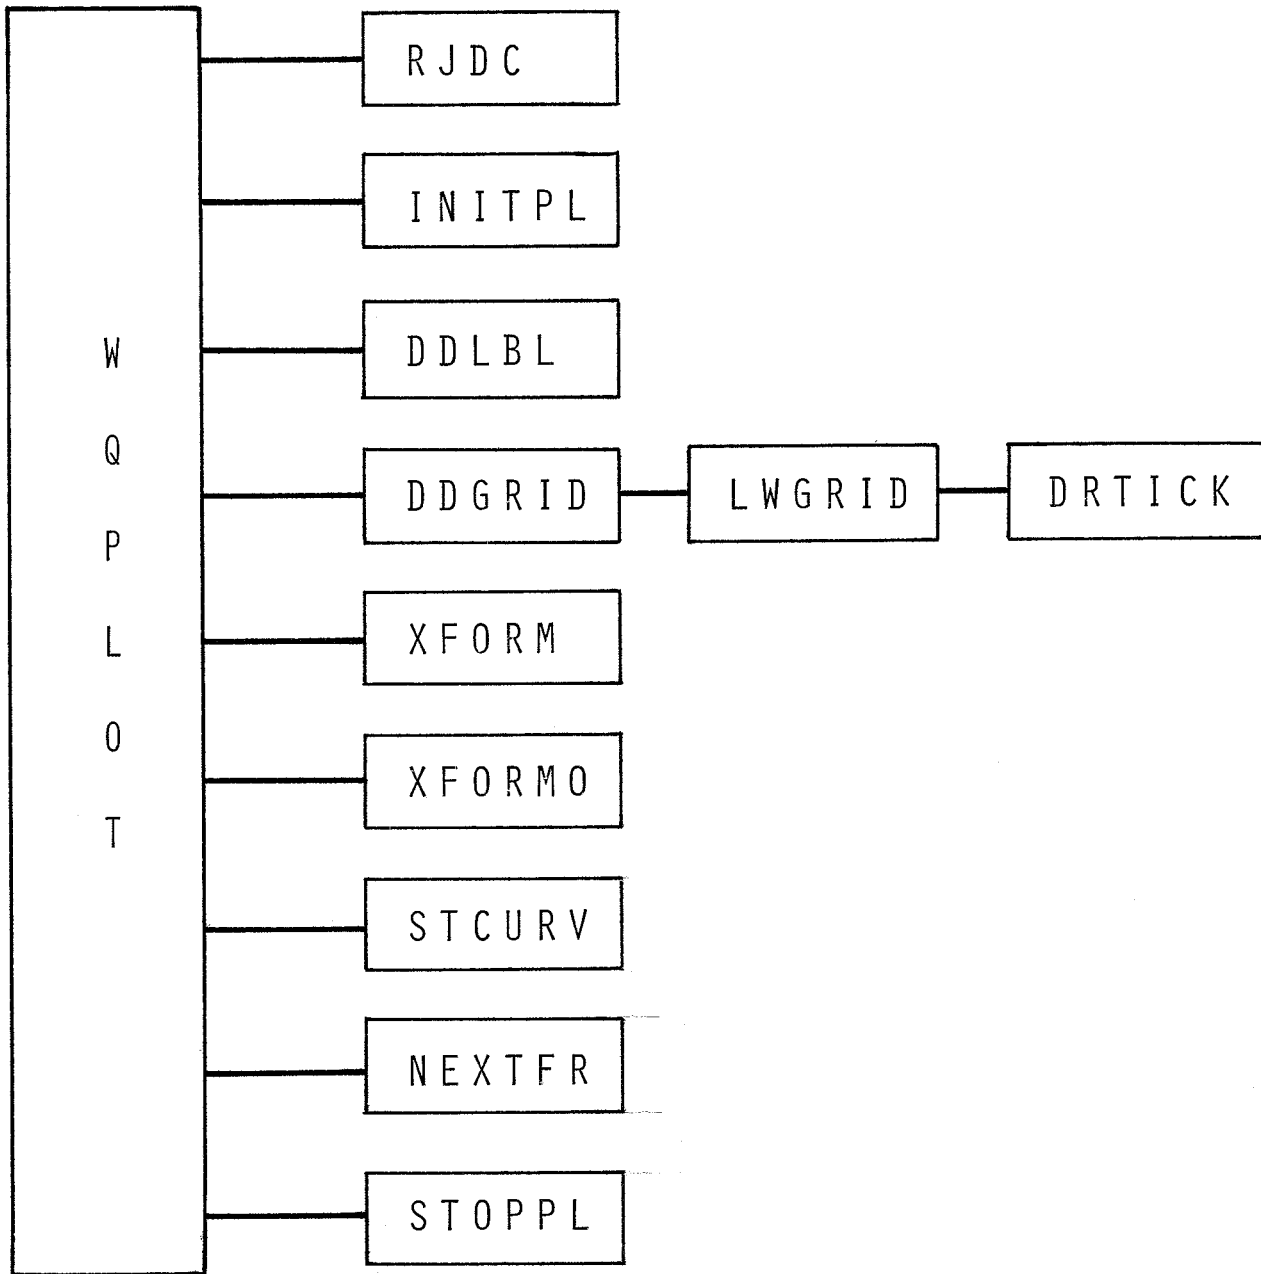 WQPLOT
RJDC
INITPL
DDLBL
DDGRID LWGRID DRTICK
XFORM
XFORMO
STCURV
NEXTFR
STOPPL